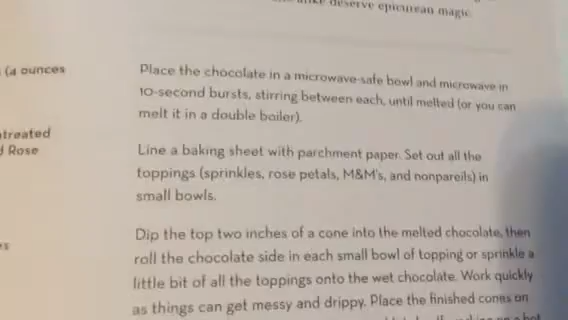 deserve epicurean magic
(4 ounces
Place the chocolate in a microwave-safe bowl and microwave in
10-second bursts, stirring between each, until melted (or you can
melt it in a double boiler).
treated
Rose
Line a baking sheet with parchment paper. Set out all the
toppings (sprinkles, rose petals, M&M's, and nonpareils) in
small bowls.
Dip the top two inches of a cone into the melted chocolate, then
roll the chocolate side in each small bowl of topping or sprinkle a
little bit of all the toppings onto the wet chocolate. Work quickly
as things can get messy and drippy. Place the finished cones on